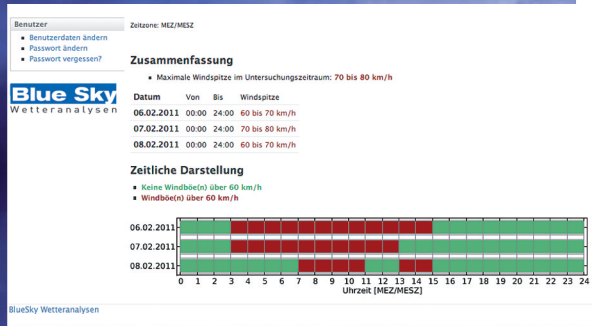 Benutzer
Benutzerdaten ändern
Passwort ändern
Passwort vergessen?
Blue Sky
Wetteranalysen
Zeitzone: MEZ/MESZ
Zusammenfassung
Maximale Windspitze im Untersuchungszeitraum: 70 bis 80 km/h
Datum Von Bis Windspitze
06.02.2011 00:00 24:00 60 bis 70 km/h
07.02.2011 00:00 24:00 70 bis 80 km/h
08.02.2011 00:00 24:00 60 bis 70 km/h
Zeitliche Darstellung
Keine Windböe(n) über 60 km/h
Windböe(n) über 60 km/h
06.02.2011
07.02.2011
08.02.2011
0 1 2 3 4 5 6 7 8 9 10 11 12 13 14 15 16 17 18 19 20 21 22 23 24
Uhrzeit [MEZ/MESZ]
BlueSky Wetteranalysen